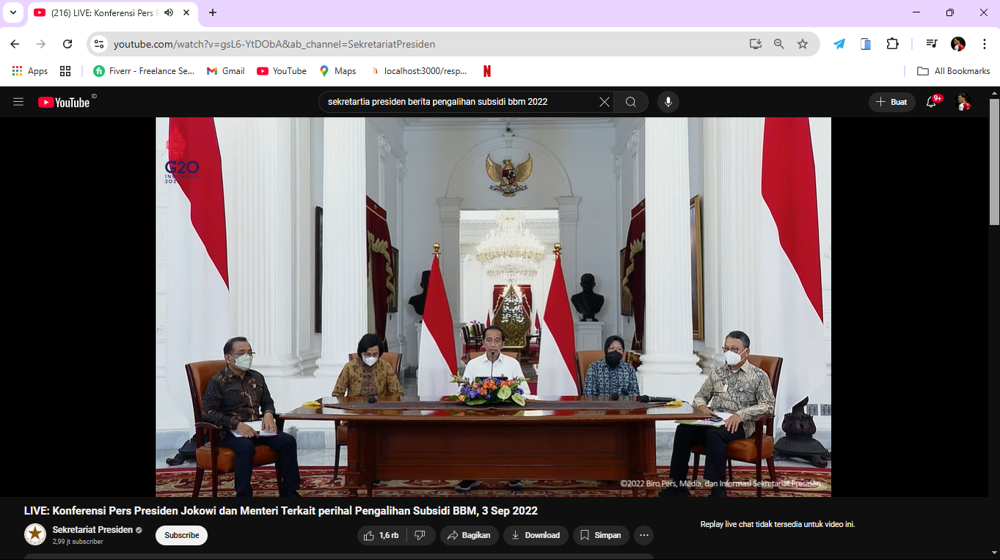 (216) LIVE: Konferensi Pers P
youtube.com/watch?v=gsL6-YtDObA&ab_channel=SekretariatPresiden
Apps
Fiverr - Freelance Se...
Gmail
YouTube
Maps
localhost:3000/resp...
N
All Bookmarks
YouTube ID
sekretartia presiden berita pengalihan subsidi bbm 2022
Buat
9+
G20
INDONESIA
2022
©2022 Biro Pers, Media, dan Informasi Sekretariat Presiden
LIVE: Konferensi Pers Presiden Jokowi dan Menteri Terkait perihal Pengalihan Subsidi BBM, 3 Sep 2022
Sekretariat Presiden
2,99 jt subscriber
Subscribe
1,6 rb
Bagikan
Download
Simpan
Replay live chat tidak tersedia untuk video ini.